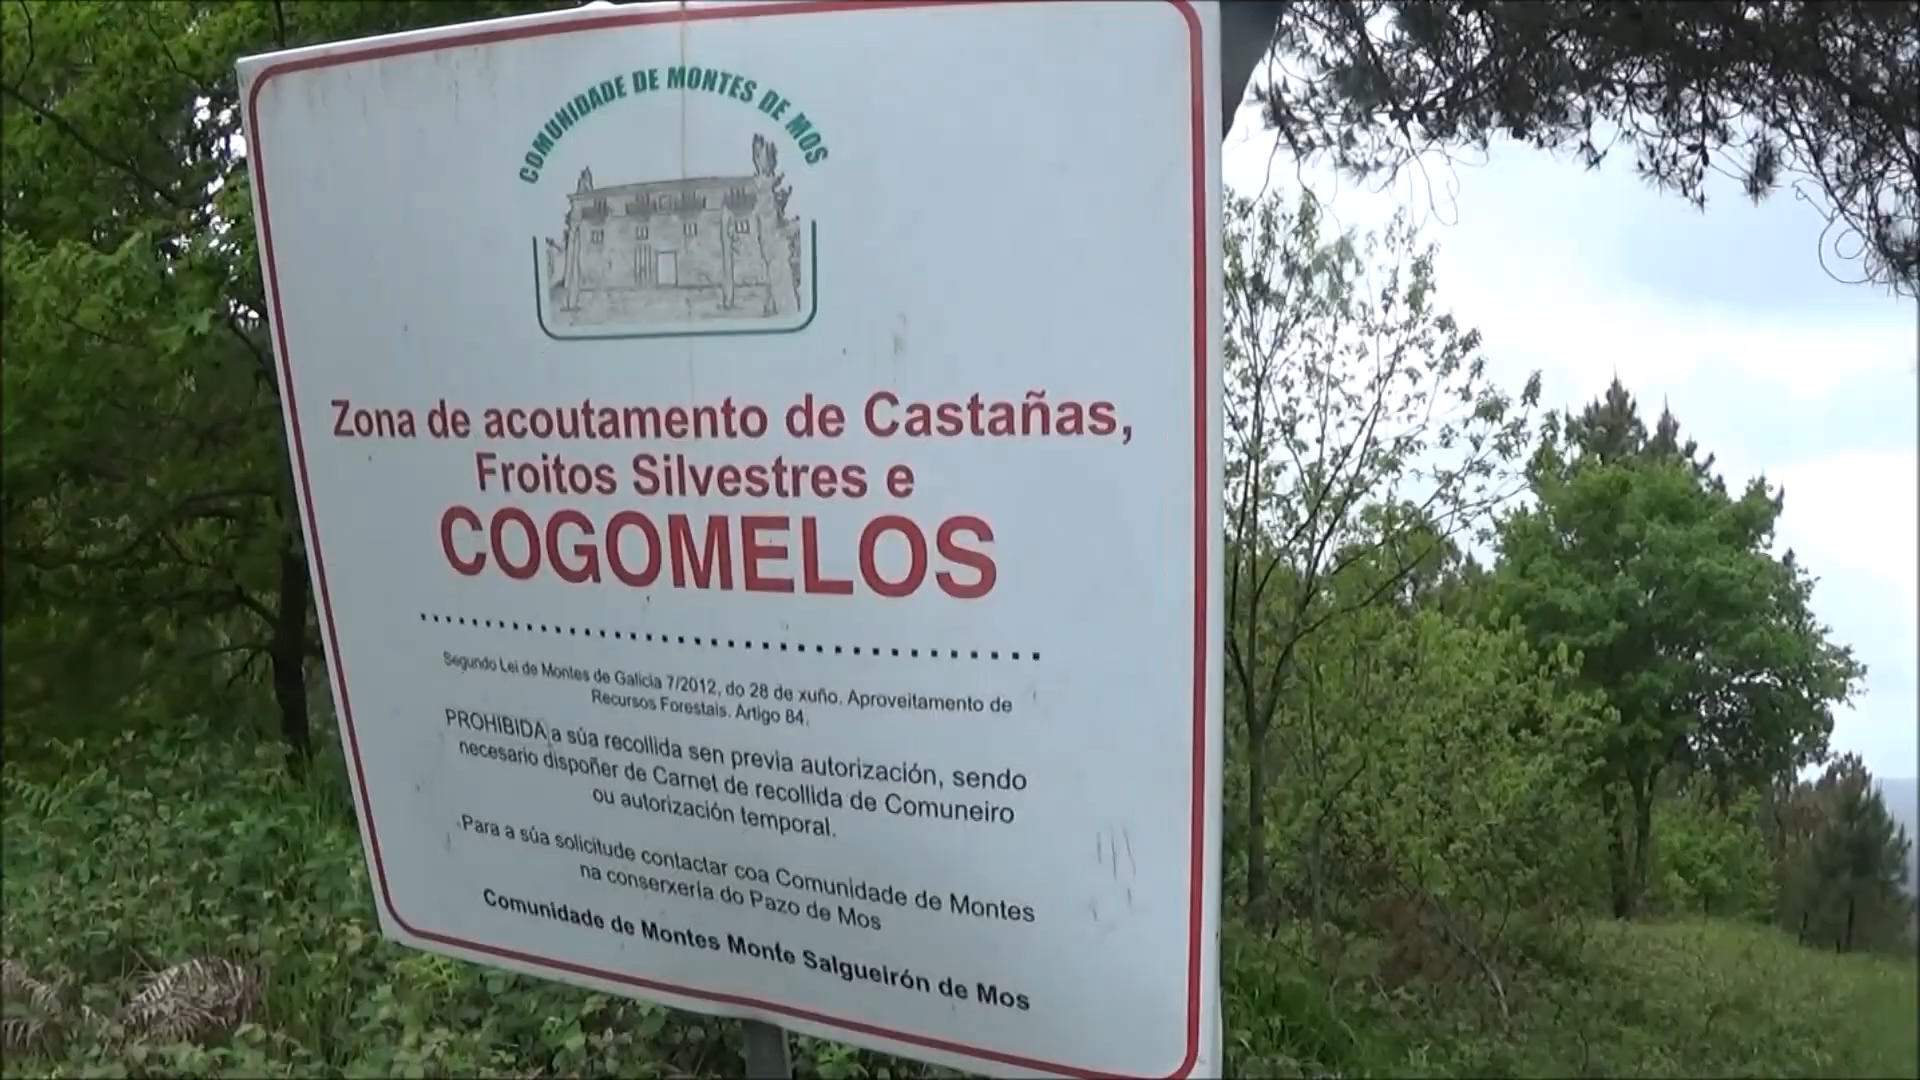 COMUNIDADE DE MONTES DE MOS
Zona de acoutamento de Castañas,
Froitos Silvestres e
COGOMELOS
Segundo Lei de Montes de Galicia 7/2012, do 28 de xuño. Aproveitamento de
Recursos Forestais. Artigo 84.
PROHIBIDA a súa recollida sen previa autorización, sendo
necesario dispoñer de Carnet de recollida de Comuneiro
ou autorización temporal.
Para a súa solicitude contactar coa Comunidade de Montes
na conserxería do Pazo de Mos
Comunidade de Montes Monte Salgueirón de Mos